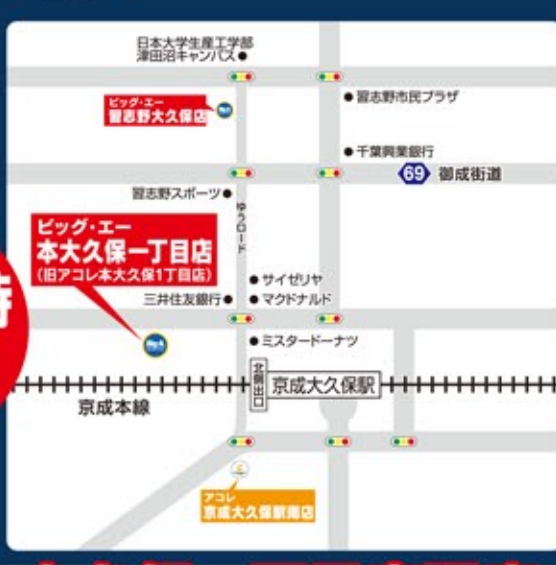 日本大学生産工学部
津田沼キャンパス
ビッグ・エー
習志野大久保店
習志野市民プラザ
千葉興業銀行
69 御成街道
習志野スポーツ
ゆうロード
ビッグ・エー
本大久保一丁目店
(旧アコレ本大久保1丁目店)
サイゼリヤ
三井住友銀行
マクドナルド
ミスタードーナツ
北側出口
京成大久保駅
京成本線
アコレ
京成大久保駅南店